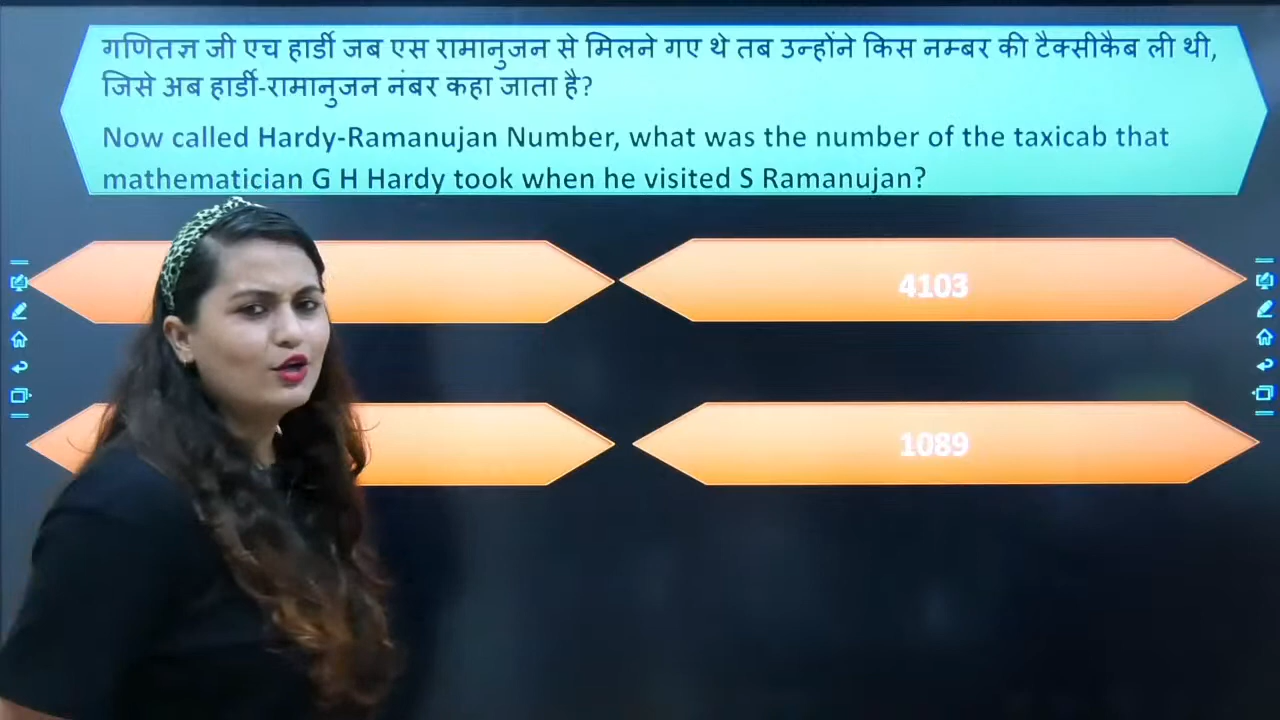 गणितज्ञ जी एच हार्डी जब एस रामानुजन से मिलने गए थे तब उन्होंने किस नम्बर की टैक्सीकैब ली थी,
जिसे अब हार्डी-रामानुजन नंबर कहा जाता है?
Now called Hardy-Ramanujan Number, what was the number of the taxicab that
mathematician G H Hardy took when he visited S Ramanujan?
4103
1089